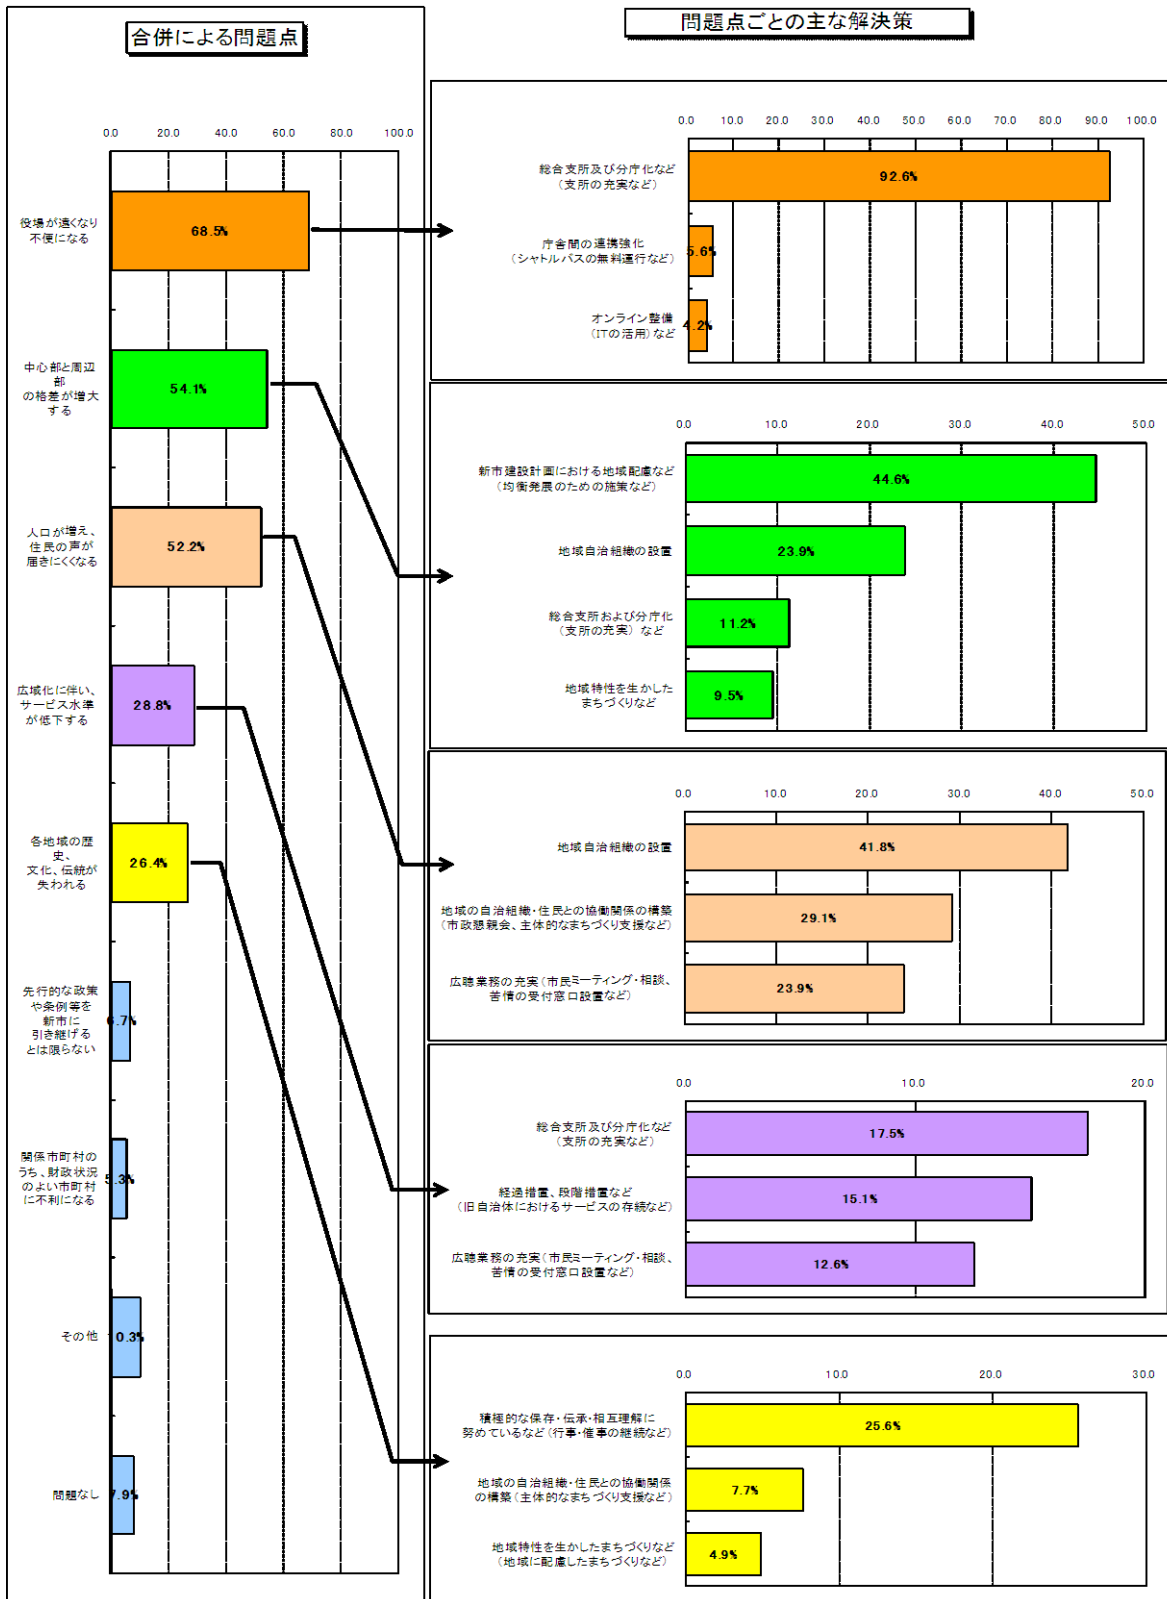 合併による問題点
問題点ごとの主な解決策
0.0 20.0 40.0 60.0 80.0 100.0
役場が遠くなり
不便になる
68.5%
中心部と周辺
部
の格差が増大
する
54.1%
人口が増え、
住民の声が
届きにくくなる
52.2%
広域化に伴い、
サービス水準
が低下する
28.8%
各地域の歴
史、
文化、伝統が
失われる
26.4%
先行的な政策
や条例等を
新市に
引き継げる
とは限らない
6.7%
関係市町村の
うち、財政状況
のよい市町村
に不利になる
5.3%
その他
10.3%
問題なし
7.9%
0.0 10.0 20.0 30.0 40.0 50.0 60.0 70.0 80.0 90.0 100.0
総合支所及び分庁化など
（支所の充実など）
92.6%
庁舎間の連携強化
（シャトルバスの無料運行など）
5.6%
オンライン整備
（ITの活用）など
4.2%
0.0 10.0 20.0 30.0 40.0 50.0
新市建設計画における地域配慮など
（均衡発展のための施策など）
44.6%
地域自治組織の設置
23.9%
総合支所および分庁化
（支所の充実） など
11.2%
地域特性を生かした
まちづくりなど
9.5%
0.0 10.0 20.0 30.0 40.0 50.0
地域自治組織の設置
41.8%
地域の自治組織・住民との協働関係の構築
（市政懇親会、主体的なまちづくり支援など）
29.1%
広聴業務の充実（市民ミーティング・相談、
苦情の受付窓口設置など）
23.9%
0.0 10.0 20.0
総合支所及び分庁化など
（支所の充実など）
17.5%
経過措置、段階措置など
（旧自治体におけるサービスの存続など）
15.1%
広聴業務の充実（市民ミーティング・相談、
苦情の受付窓口設置など）
12.6%
0.0 10.0 20.0 30.0
積極的な保存・伝承・相互理解に
努めているなど（行事・催事の継続など）
25.6%
地域の自治組織・住民との協働関係
の構築（主体的なまちづくり支援など）
7.7%
地域特性を生かしたまちづくりなど
（地域に配慮したまちづくりなど）
4.9%